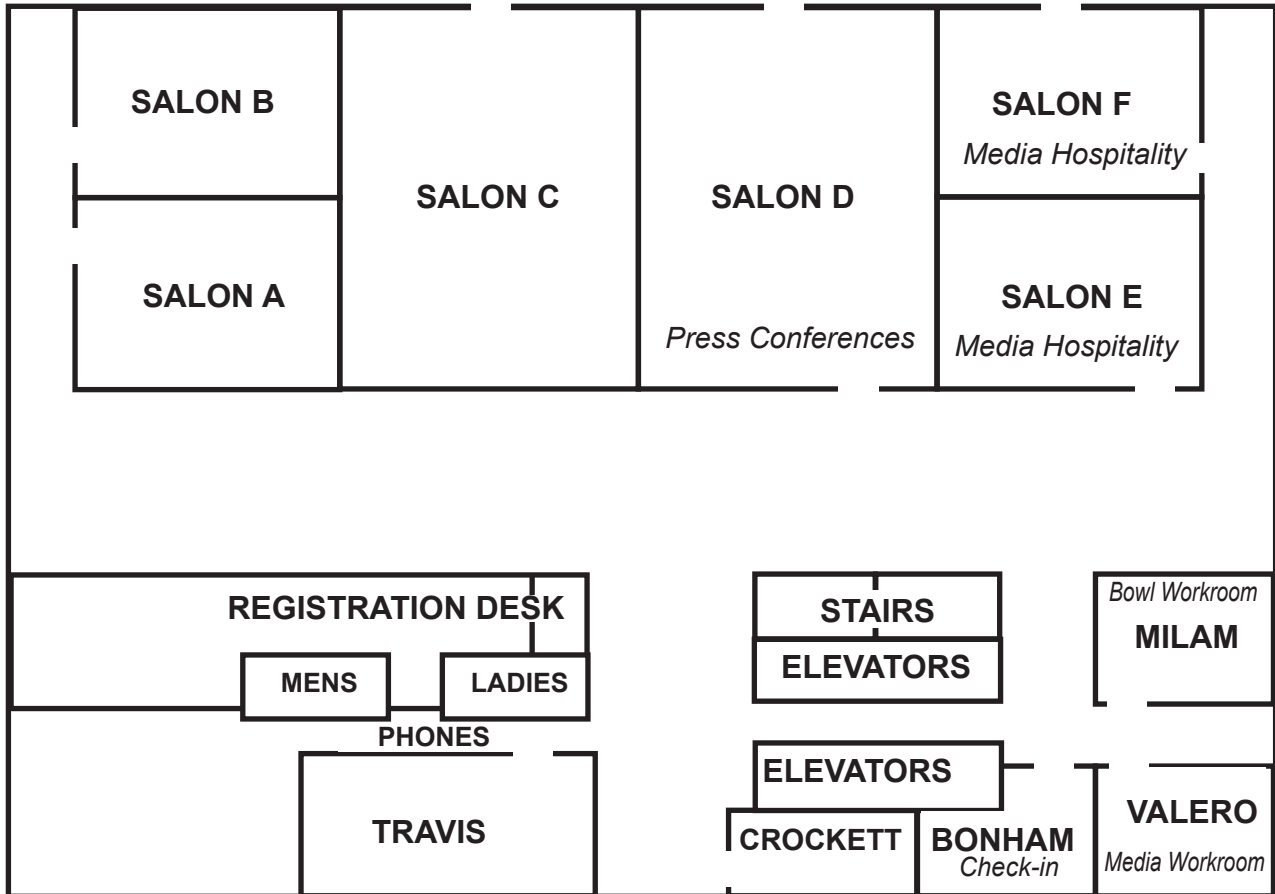 SALON B
SALON F
Media Hospitality
SALON C
SALON D
SALON A
SALON E
Press Conferences
Media Hospitality
REGISTRATION DESK
STAIRS
Bowl Workroom
MILAM
MENS
LADIES
ELEVATORS
PHONES
ELEVATORS
TRAVIS
CROCKETT
BONHAM
Check-in
VALERO
Media Workroom